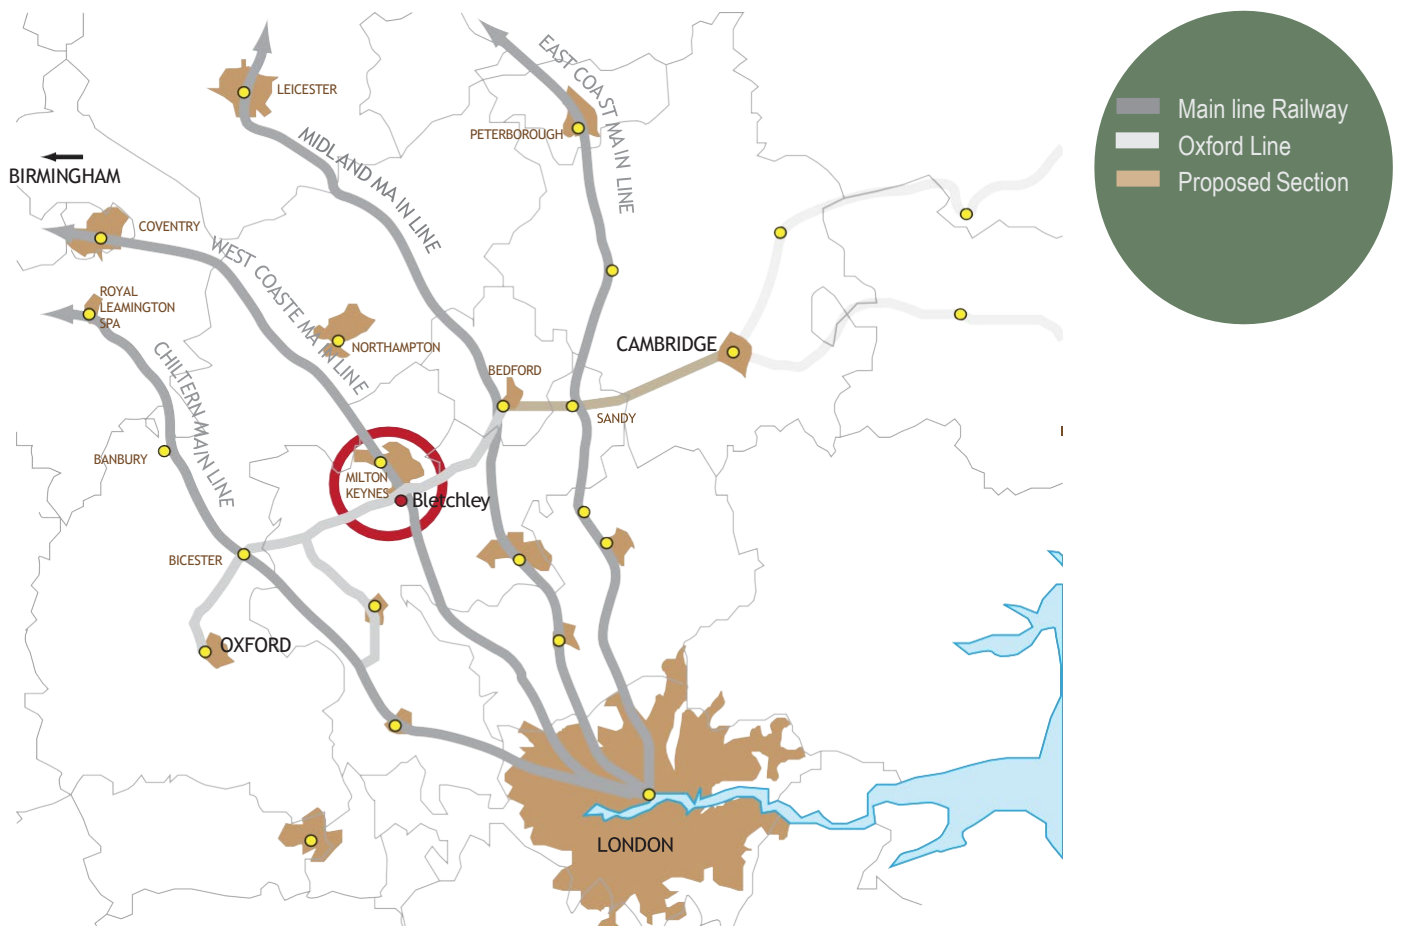 LEICESTER
EAST COAST MAIN LINE
PETERBOROUGH
MIDLAND MAIN LINE
BIRMINGHAM
COVENTRY
WEST COASTE MAIN LINE
ROYAL
LEAMINGTON
SPA
NORTHAMPTON
CHILTERN MAIN LINE
CAMBRIDGE
BEDFORD
SANDY
BANBURY
MILTON
KEYNES
Bletchley
BICESTER
OXFORD
LONDON
Main line Railway
Oxford Line
Proposed Section